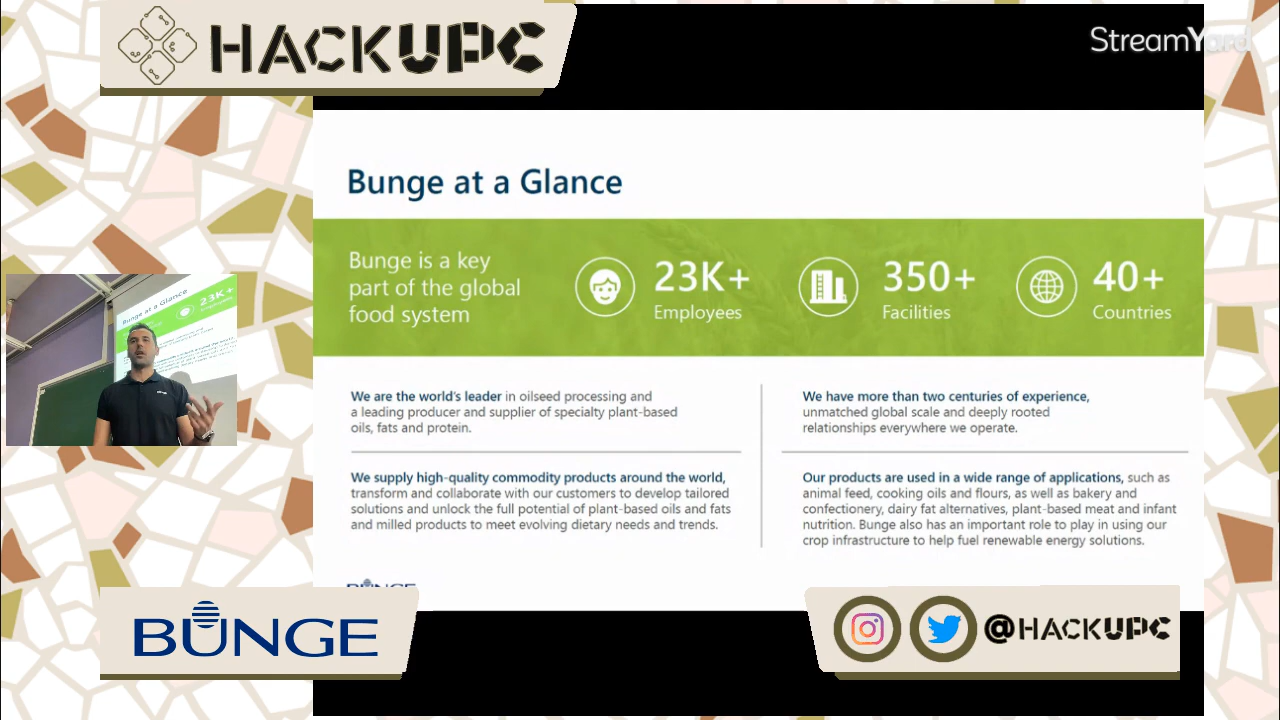 HACKUPC
StreamYard
Bunge at a Glance
Bunge is a key
part of the global
food system
23K+
Employees
350+
Facilities
40+
Countries
We are the world's leader in oilseed processing and
a leading producer and supplier of specialty plant-based
oils, fats and protein.
We have more than two centuries of experience,
unmatched global scale and deeply rooted
relationships everywhere we operate.
We supply high-quality commodity products around the world,
transform and collaborate with our customers to develop tailored
solutions and unlock the full potential of plant-based oils and fats
and milled products to meet evolving dietary needs and trends.
Our products are used in a wide range of applications, such as
animal feed, cooking oils and flours, as well as bakery and
confectionery, dairy fat alternatives, plant-based meat and infant
nutrition. Bunge also has an important role to play in using our
crop infrastructure to help fuel renewable energy solutions.
BUNGE
Bunge at a Glance
23K+
Employees
BUNGE
@HACKUPC